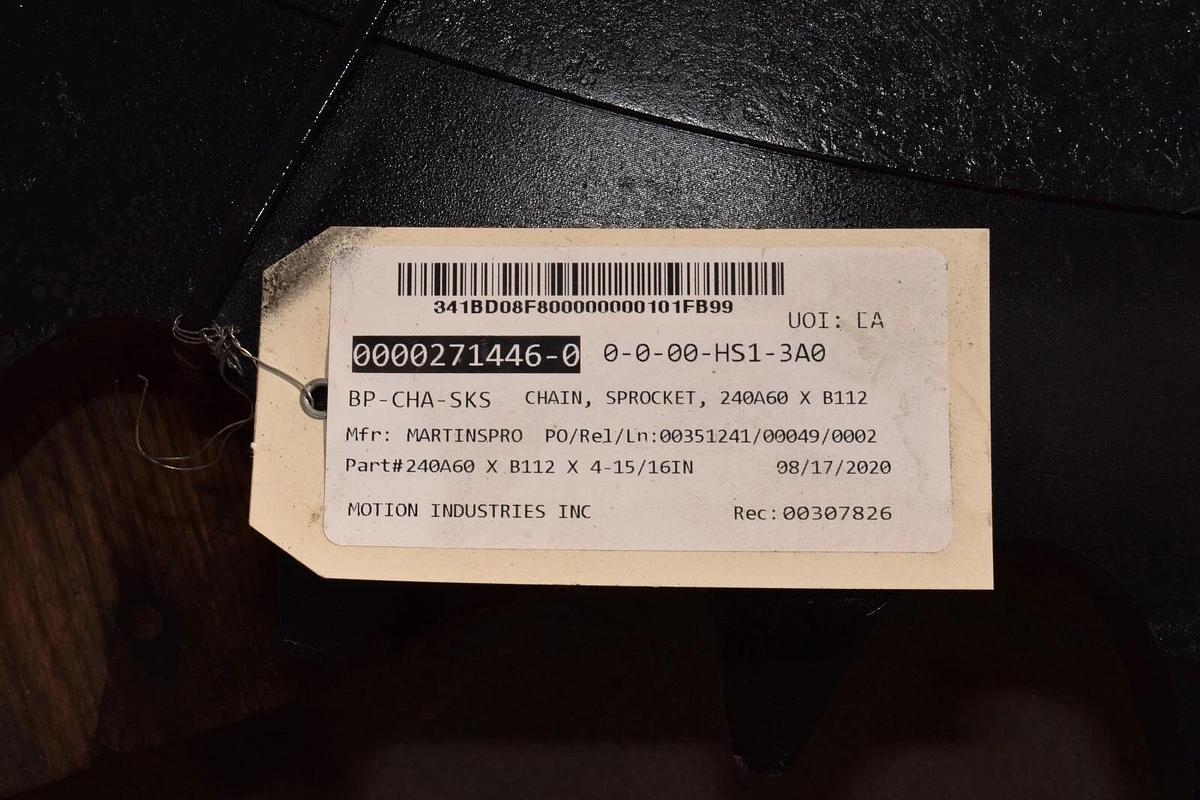 341BD08F800000000101FB99
UOI: EA
0000271446-0 0-0-00-HS1-3A0
BP-CHA-SKS CHAIN, SPROCKET, 240A60 X B112
Mfr: MARTINSPRO PO/Rel/Ln:00351241/00049/0002
Part#240A60 X B112 X 4-15/16IN 08/17/2020
MOTION INDUSTRIES INC Rec:00307826